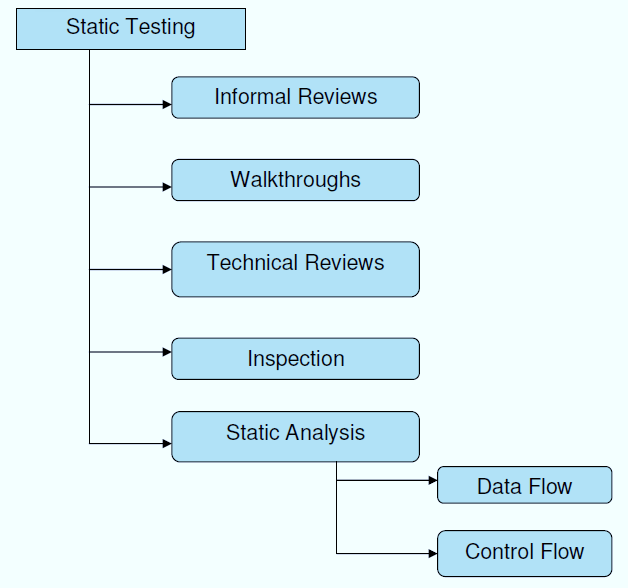 Static Testing
Informal Reviews
Walkthroughs
Technical Reviews
Inspection
Static Analysis
Data Flow
Control Flow